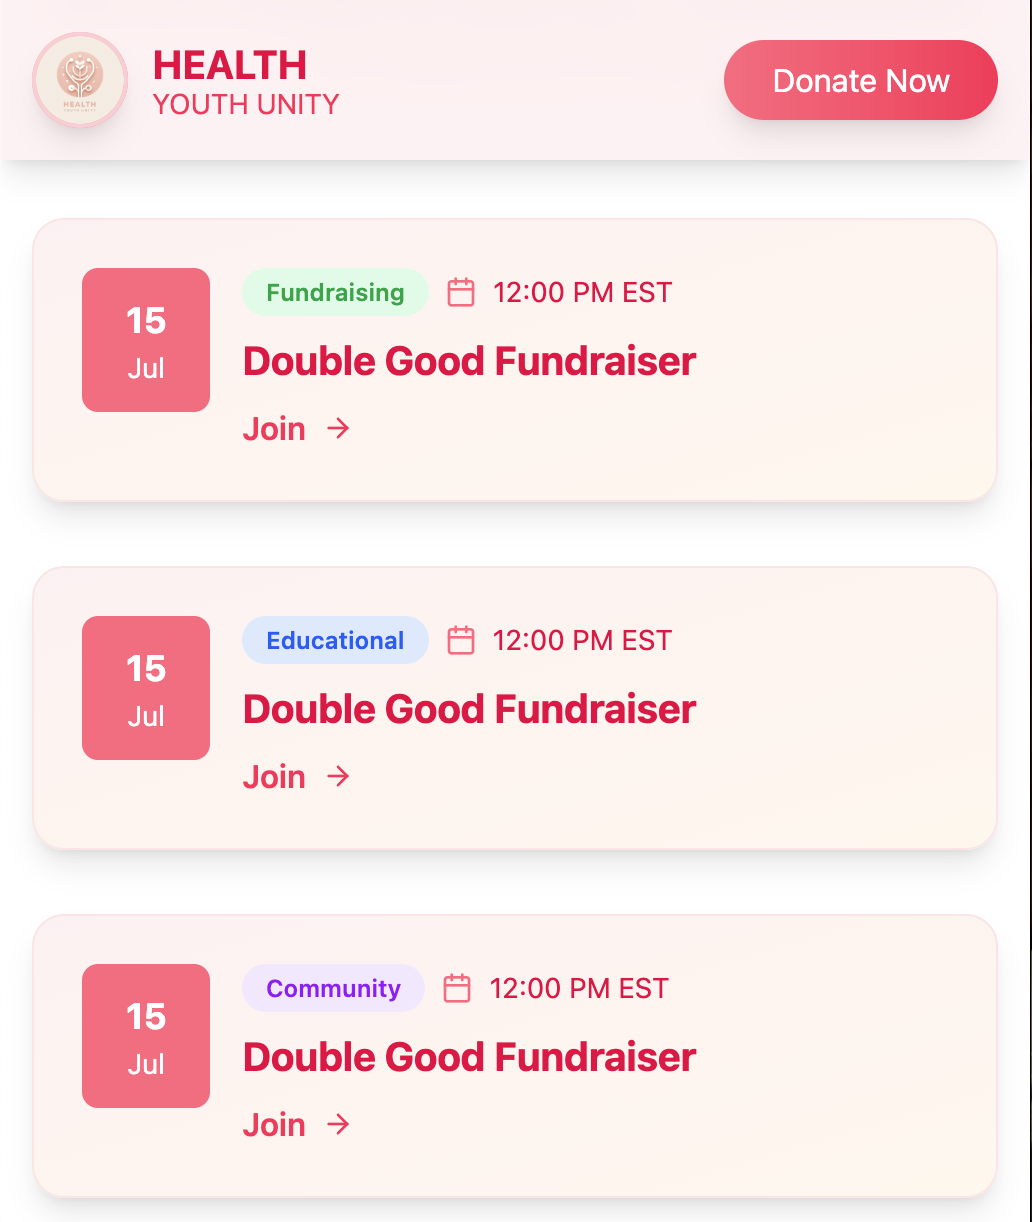 HEALTH
YOUTH UNITY
HEALTH
YOUTH UNITY
Donate Now
15
Jul
Fundraising
12:00 PM EST
Double Good Fundraiser
Join
15
Jul
Educational
12:00 PM EST
Double Good Fundraiser
Join
15
Jul
Community
12:00 PM EST
Double Good Fundraiser
Join